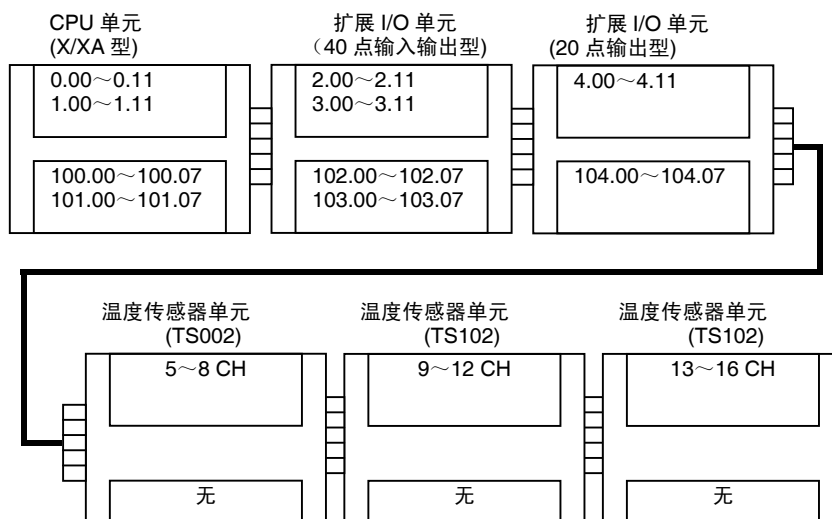 CPU 单元
(X/XA 型)
扩展 I/O 单元
（40 点输入输出型)
扩展 I/O 单元
(20 点输出型)
0.00～0.11
1.00～1.11
2.00～2.11
3.00～3.11
4.00～4.11
100.00～100.07
101.00～101.07
102.00～102.07
103.00～103.07
104.00～104.07
温度传感器单元
(TS002)
温度传感器单元
(TS102)
温度传感器单元
(TS102)
5～8 CH
9～12 CH
13～16 CH
无
无
无